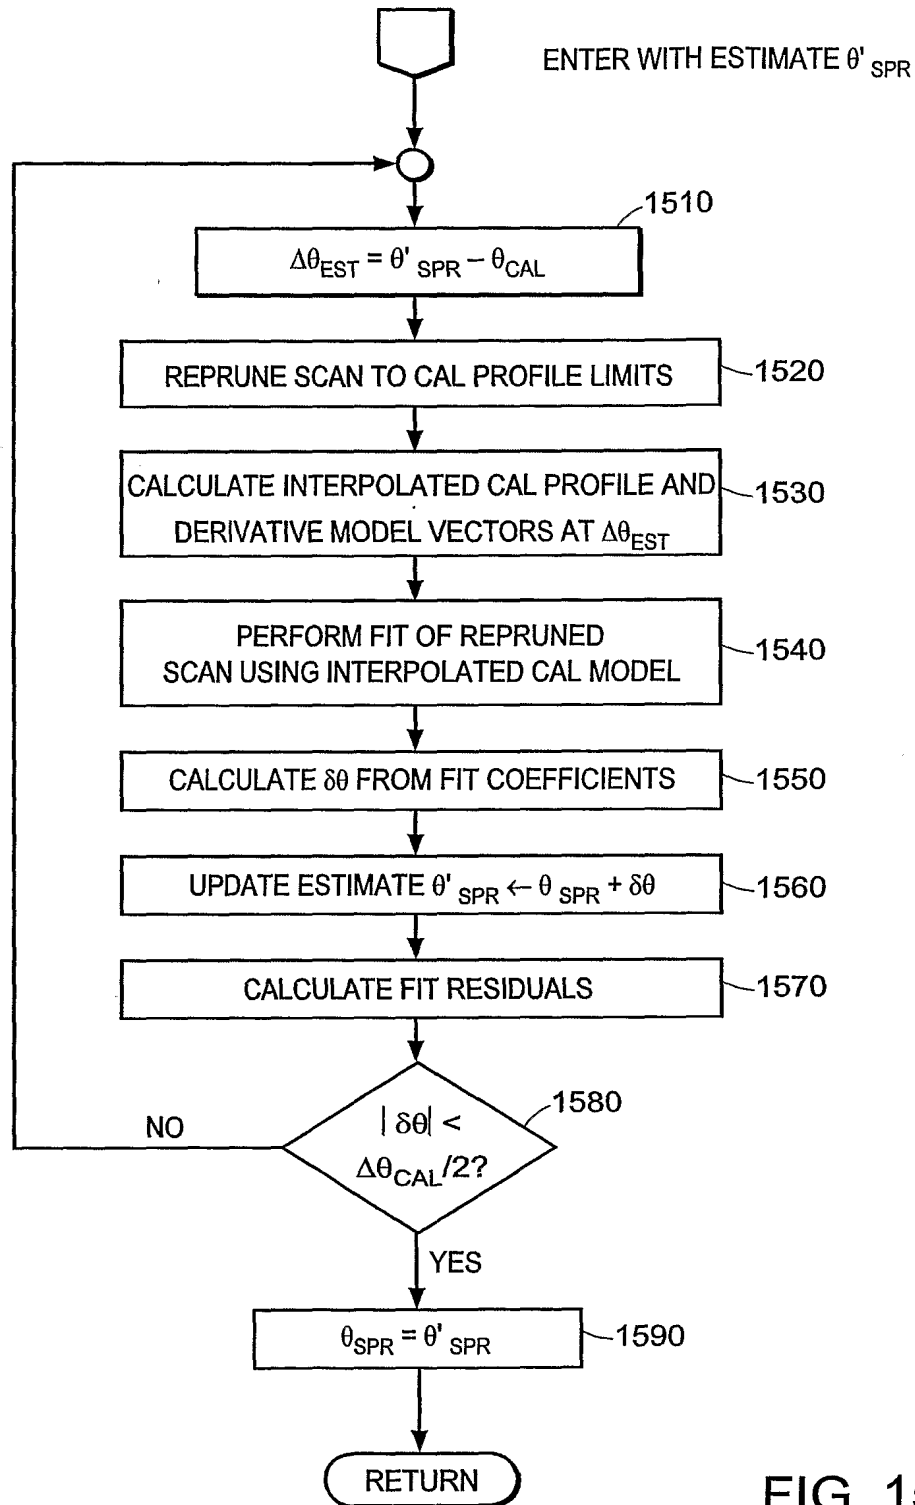 ENTER WITH ESTIMATE θ'SPR
1510
ΔθEST = θ'SPR – θCAL
REPRUNE SCAN TO CAL PROFILE LIMITS
1520
CALCULATE INTERPOLATED CAL PROFILE AND
DERIVATIVE MODEL VECTORS AT ΔθEST
1530
PERFORM FIT OF REPRUNED
SCAN USING INTERPOLATED CAL MODEL
1540
CALCULATE δθ FROM FIT COEFFICIENTS
1550
UPDATE ESTIMATE θ'SPR ← θSPR + δθ
1560
CALCULATE FIT RESIDUALS
1570
1580
|δθ| <
ΔθCAL/2?
NO
YES
θSPR = θ'SPR
1590
RETURN
FIG. 1